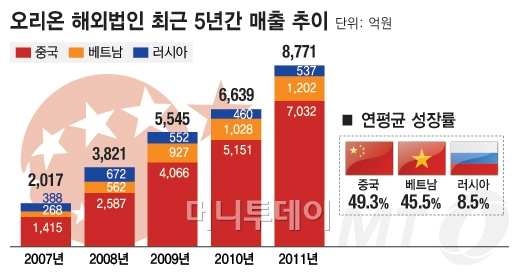 오리온 해외법인 최근 5년간 매출 추이 단위: 억원
중국 베트남 러시아
2,017
388
268
1,415
2007년
3,821
672
562
2,587
2008년
5,545
552
927
4,066
2009년
6,639
460
1,028
5,151
2010년
8,771
537
1,202
7,032
2011년
■ 연평균 성장률
중국 베트남 러시아
49.3% 45.5% 8.5%
머니투데이
MT